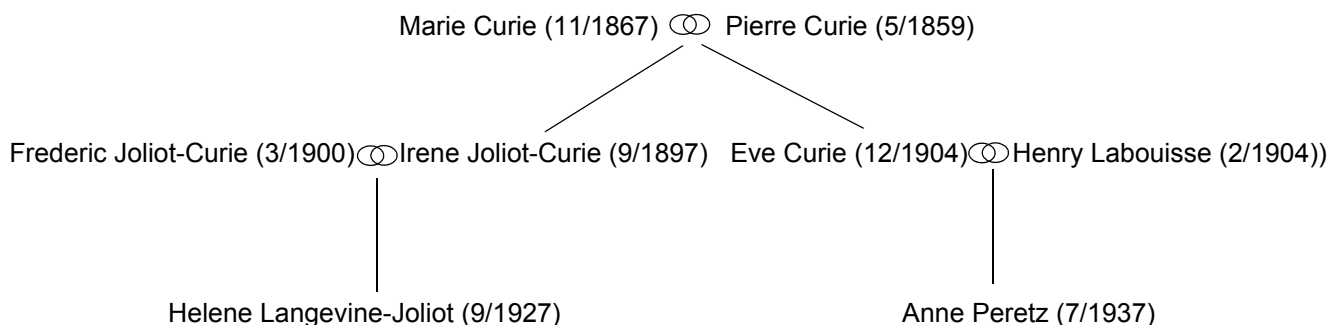 Marie Curie (11/1867) Pierre Curie (5/1859)
Frederic Joliot-Curie (3/1900) Irene Joliot-Curie (9/1897) Eve Curie (12/1904) Henry Labouisse (2/1904))
Helene Langevine-Joliot (9/1927) Anne Peretz (7/1937)